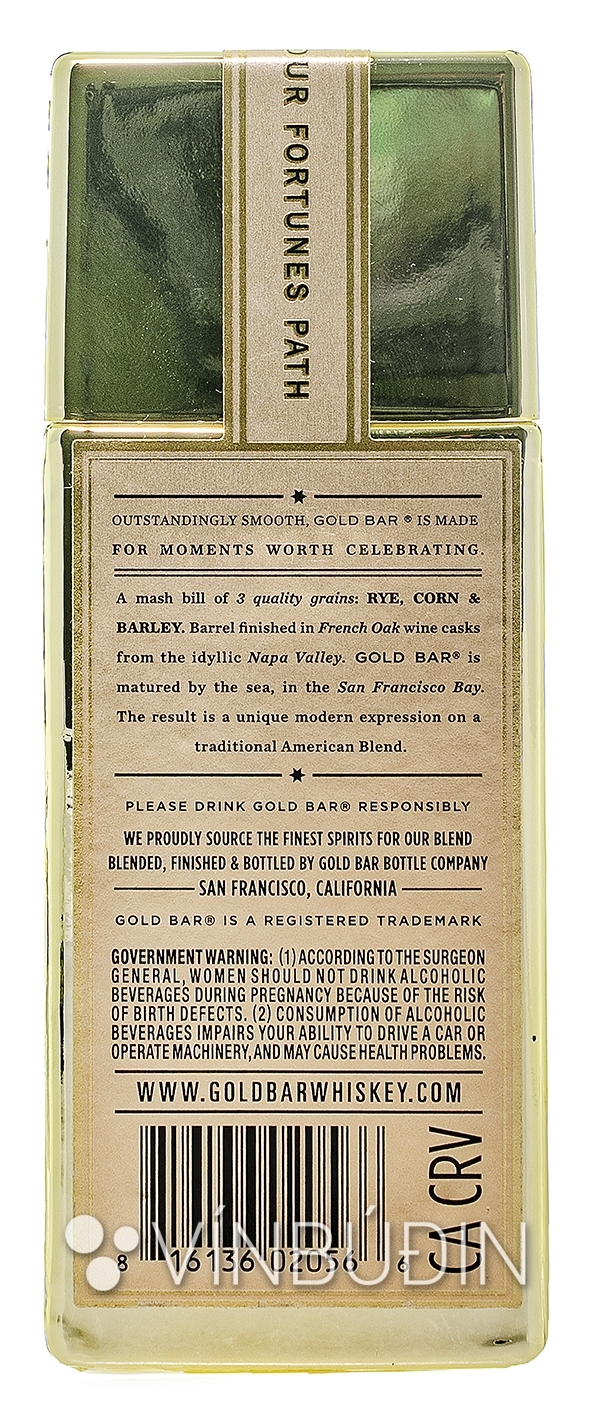 OUR FORTUNES PATH
OUTSTANDINGLY SMOOTH, GOLD BAR ® IS MADE
FOR MOMENTS WORTH CELEBRATING.
A mash bill of 3 quality grains: RYE, CORN &
BARLEY. Barrel finished in French Oak wine casks
from the idyllic Napa Valley. GOLD BAR® is
matured by the sea, in the San Francisco Bay.
The result is a unique modern expression on a
traditional American Blend.
PLEASE DRINK GOLD BAR® RESPONSIBLY
WE PROUDLY SOURCE THE FINEST SPIRITS FOR OUR BLEND
BLENDED, FINISHED & BOTTLED BY GOLD BAR BOTTLE COMPANY
SAN FRANCISCO, CALIFORNIA
GOLD BAR® IS A REGISTERED TRADEMARK
GOVERNMENT WARNING: (1) ACCORDING TO THE SURGEON
GENERAL, WOMEN SHOULD NOT DRINK ALCOHOLIC
BEVERAGES DURING PREGNANCY BECAUSE OF THE RISK
OF BIRTH DEFECTS. (2) CONSUMPTION OF ALCOHOLIC
BEVERAGES IMPAIRS YOUR ABILITY TO DRIVE A CAR OR
OPERATE MACHINERY, AND MAY CAUSE HEALTH PROBLEMS.
WWW.GOLDBARWHISKEY.COM
CA CRV
8 16136 02056 6
VÍNBÚÐIN